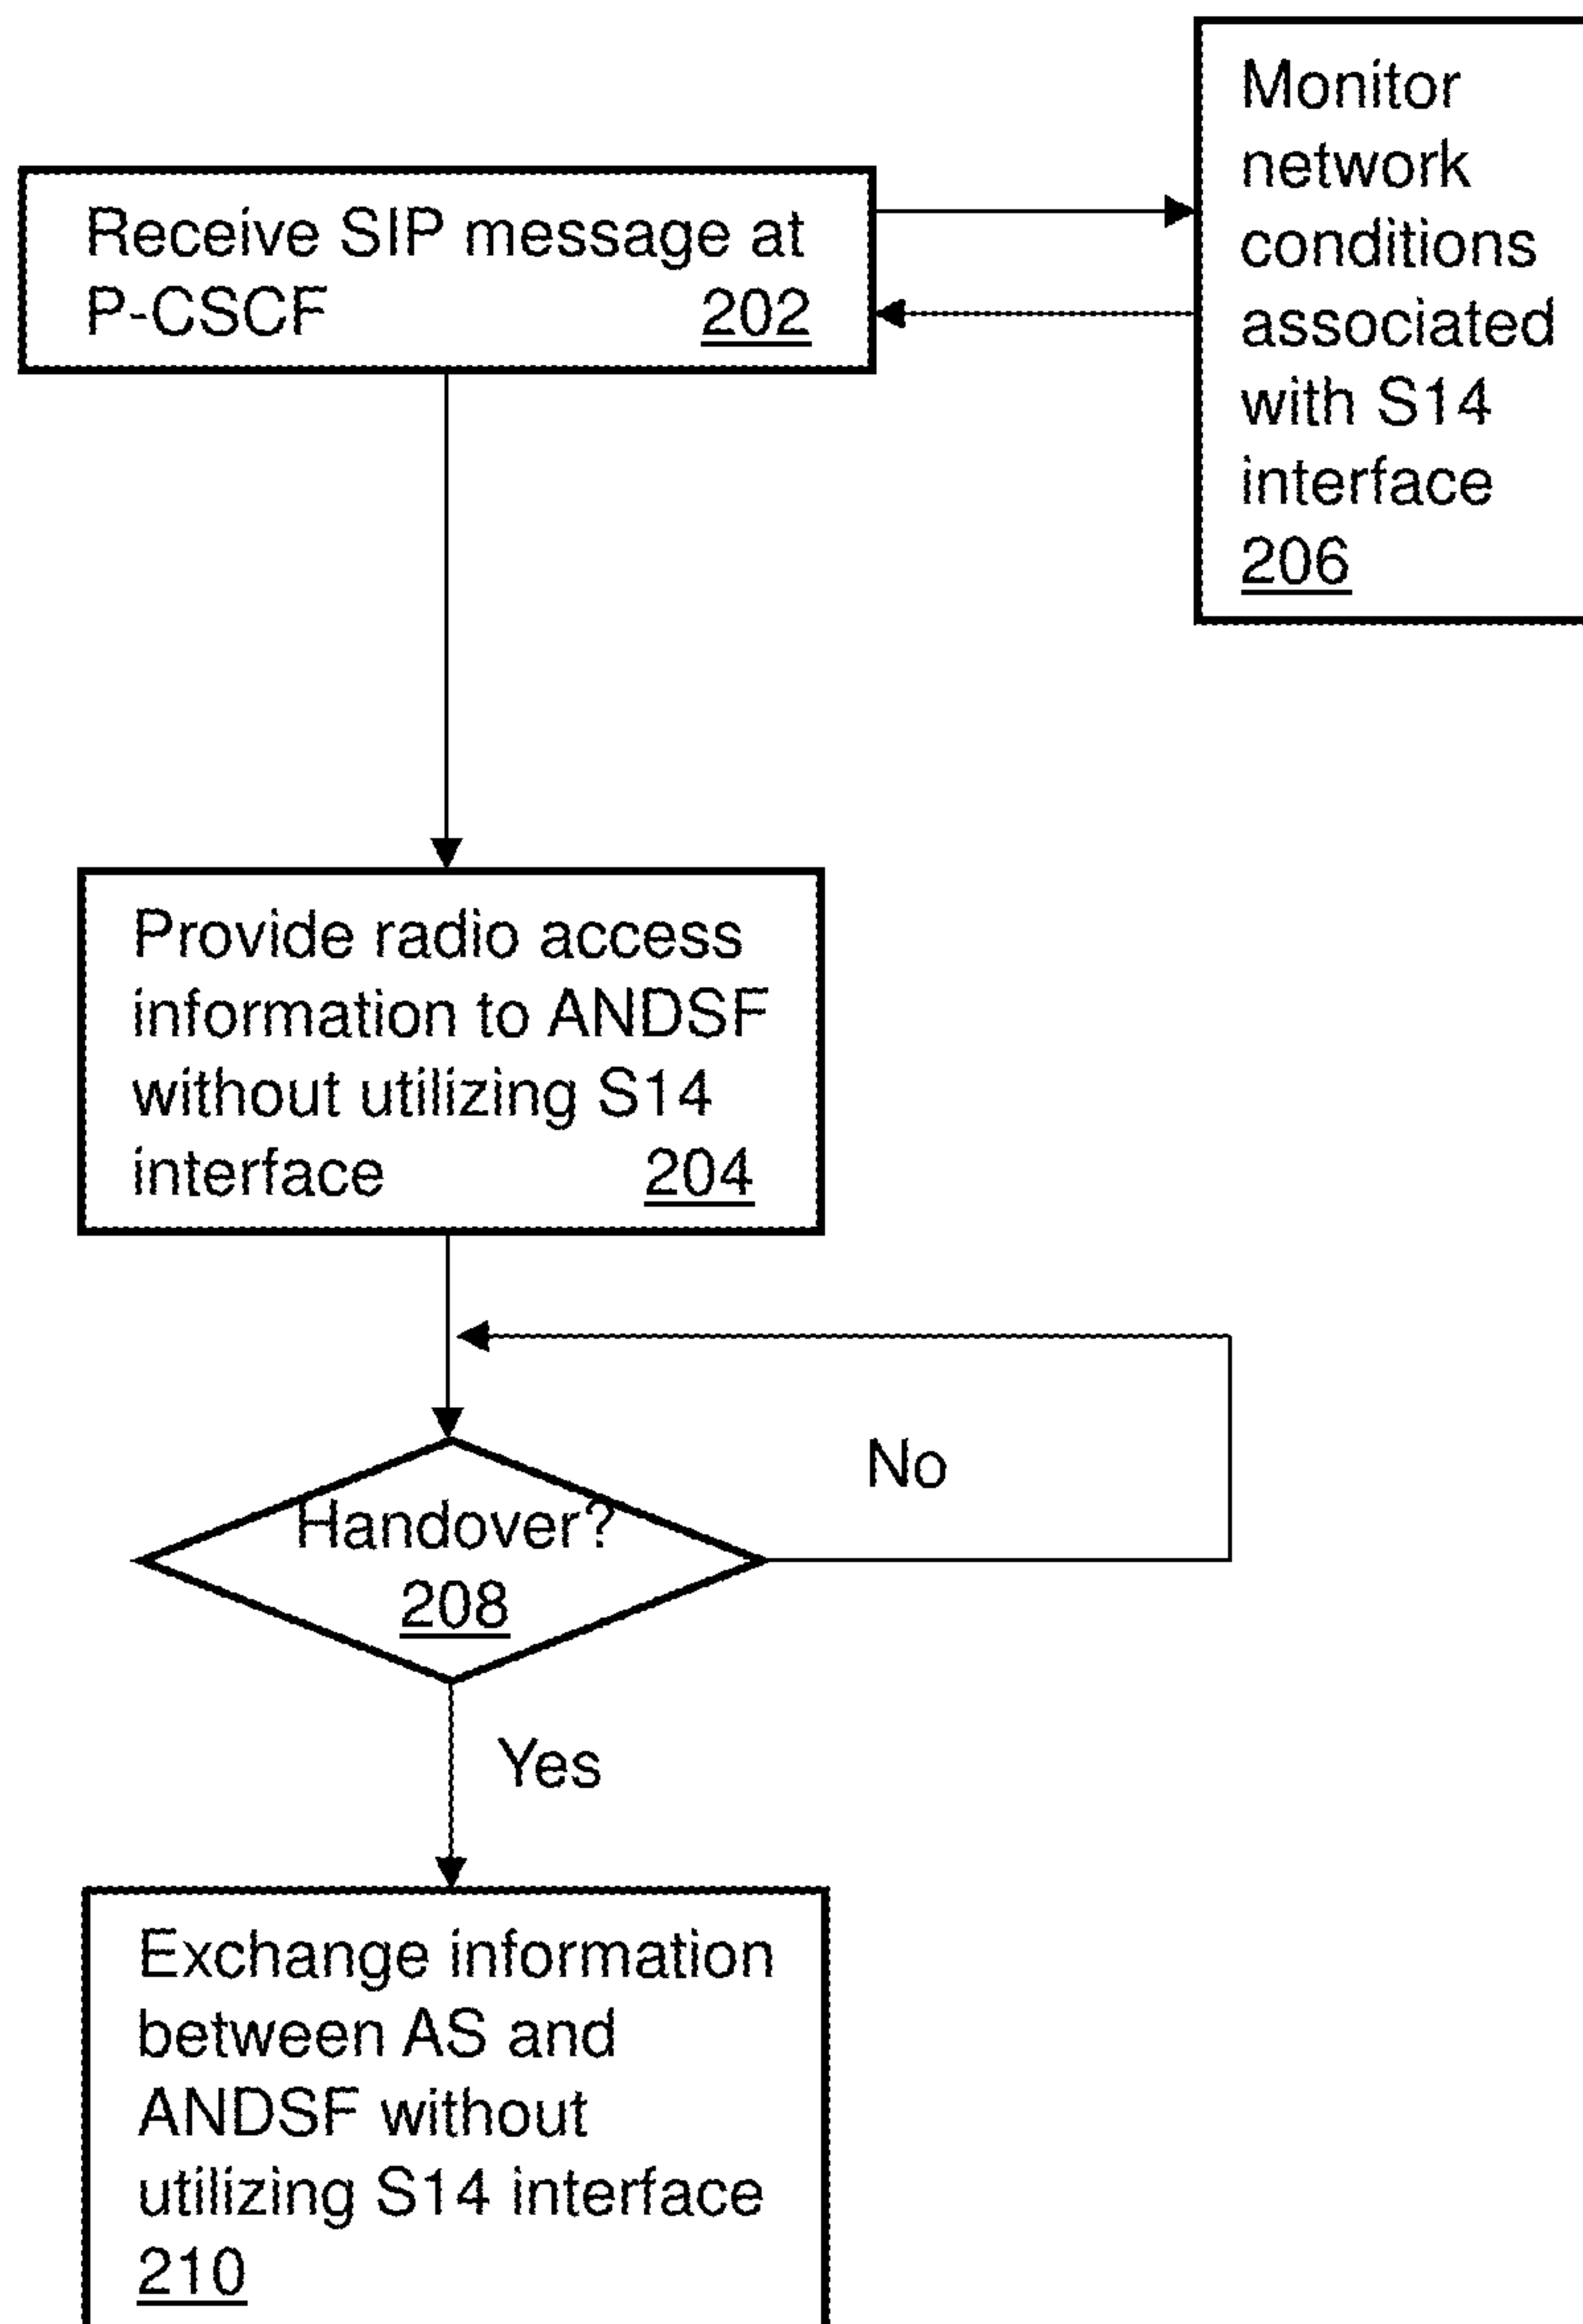 Monitor
network
conditions
associated
with S14
interface
206
Receive SIP message at
P-CSCF 202
Provide radio access
information to ANDSF
without utilizing S14
interface 204
No
Handover?
208
Yes
Exchange information
between AS and
ANDSF without
utilizing S14 interface
210